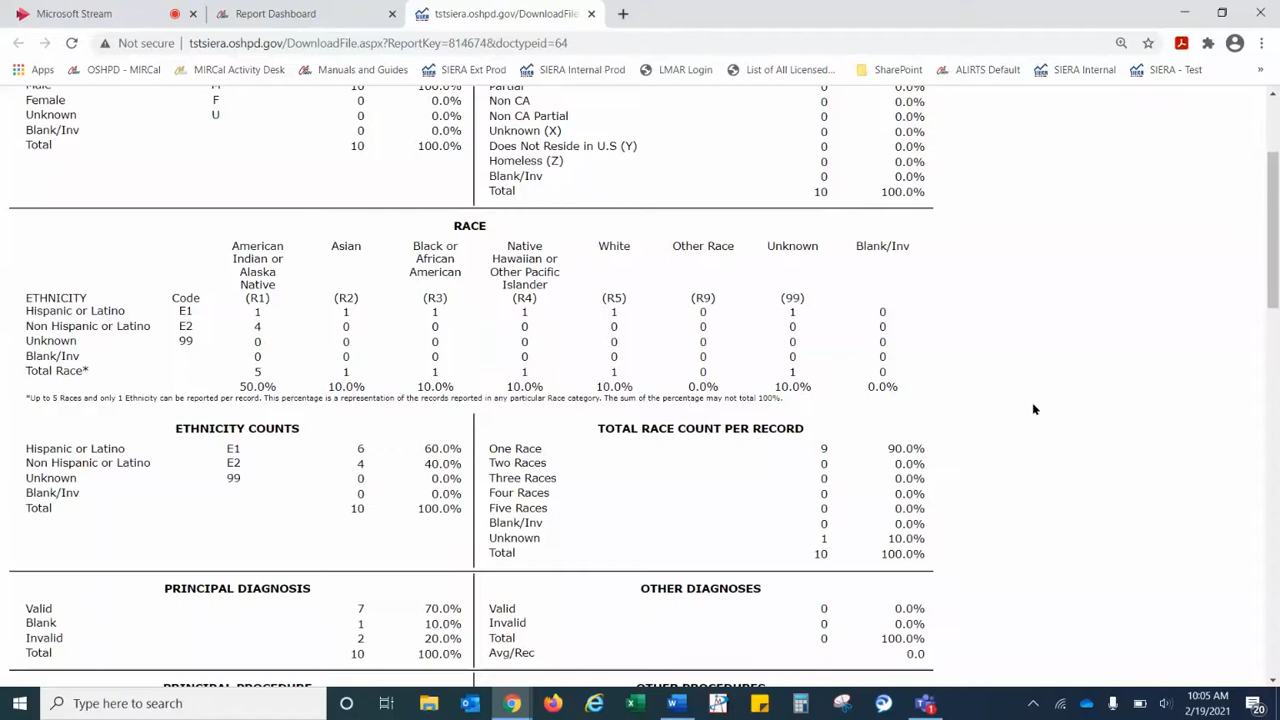 Microsoft Stream
Report Dashboard
tstsiera.oshpd.gov/DownloadFile
Not secure
tstsiera.oshpd.gov/DownloadFile.aspx?ReportKey=814674&doctypeid=64
Apps
OSHPD - MIRCal
MIRCal Activity Desk
Manuals and Guides
SIERA Ext Prod
SIERA Internal Prod
LMAR Login
List of All Licensed...
SharePoint
ALIRTS Default
SIERA Internal
SIERA - Test
»
Male M 10 100.0%
Female F 0 0.0%
Unknown U 0 0.0%
Blank/Inv 0 0.0%
Total 10 100.0%
Partial 0 0.0%
Non CA 0 0.0%
Non CA Partial 0 0.0%
Unknown (X) 0 0.0%
Does Not Reside in U.S (Y) 0 0.0%
Homeless (Z) 0 0.0%
Blank/Inv 0 0.0%
Total 10 100.0%
RACE
American Indian or Alaska Native Asian Black or African American Native Hawaiian or Other Pacific Islander White Other Race Unknown Blank/Inv
ETHNICITY Code (R1) (R2) (R3) (R4) (R5) (R9) (99)
Hispanic or Latino E1 1 1 1 1 1 0 1 0
Non Hispanic or Latino E2 4 0 0 0 0 0 0 0
Unknown 99 0 0 0 0 0 0 0 0
Blank/Inv 0 0 0 0 0 0 0 0
Total Race* 5 1 1 1 1 0 1 0
50.0% 10.0% 10.0% 10.0% 10.0% 0.0% 10.0% 0.0%
*Up to 5 Races and only 1 Ethnicity can be reported per record. This percentage is a representation of the records reported in any particular Race category. The sum of the percentage may not total 100%.
ETHNICITY COUNTS
Hispanic or Latino E1 6 60.0%
Non Hispanic or Latino E2 4 40.0%
Unknown 99 0 0.0%
Blank/Inv 0 0.0%
Total 10 100.0%
TOTAL RACE COUNT PER RECORD
One Race 9 90.0%
Two Races 0 0.0%
Three Races 0 0.0%
Four Races 0 0.0%
Five Races 0 0.0%
Blank/Inv 0 0.0%
Unknown 1 10.0%
Total 10 100.0%
PRINCIPAL DIAGNOSIS
Valid 7 70.0%
Blank 1 10.0%
Invalid 2 20.0%
Total 10 100.0%
OTHER DIAGNOSES
Valid 0 0.0%
Invalid 0 0.0%
Total 0 100.0%
Avg/Rec 0.0
PRINCIPAL PROCEDURE
OTHER PROCEDURES
Type here to search
10:05 AM
2/19/2021
20
1